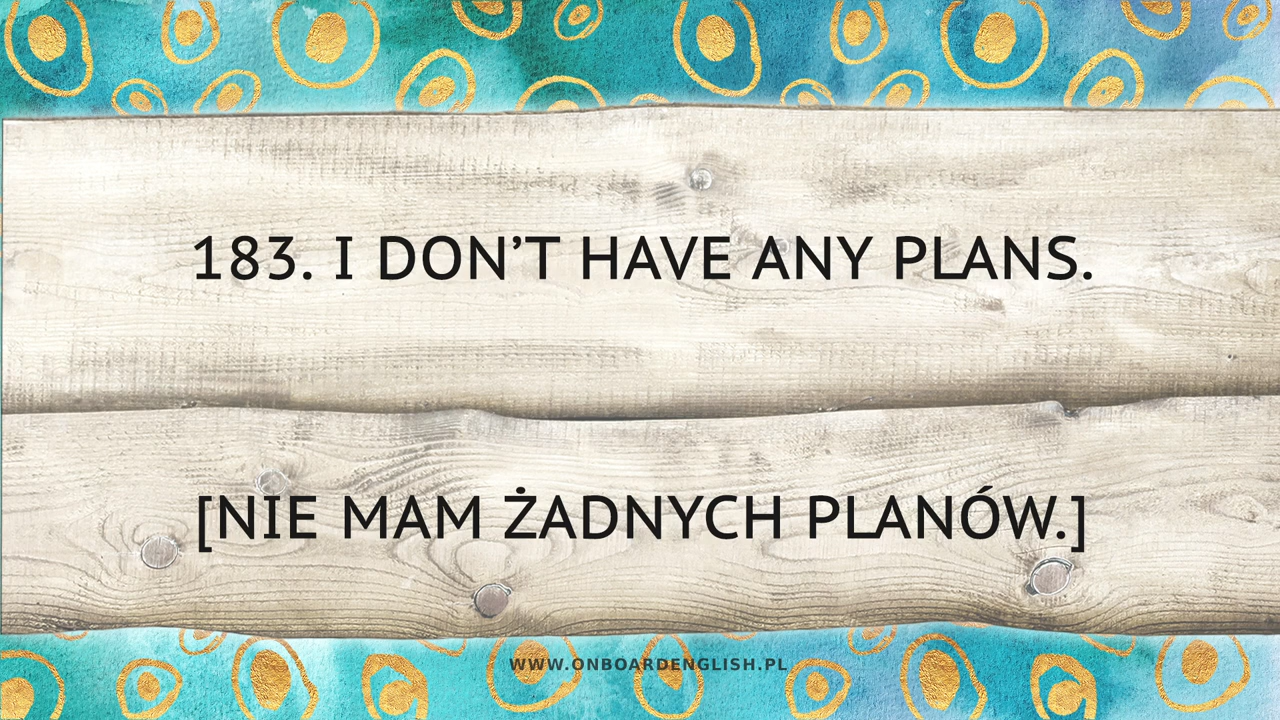 183. I DON’T HAVE ANY PLANS.
[NIE MAM ŻADNYCH PLANÓW.]
WWW.ONBOARDENGLISH.PL